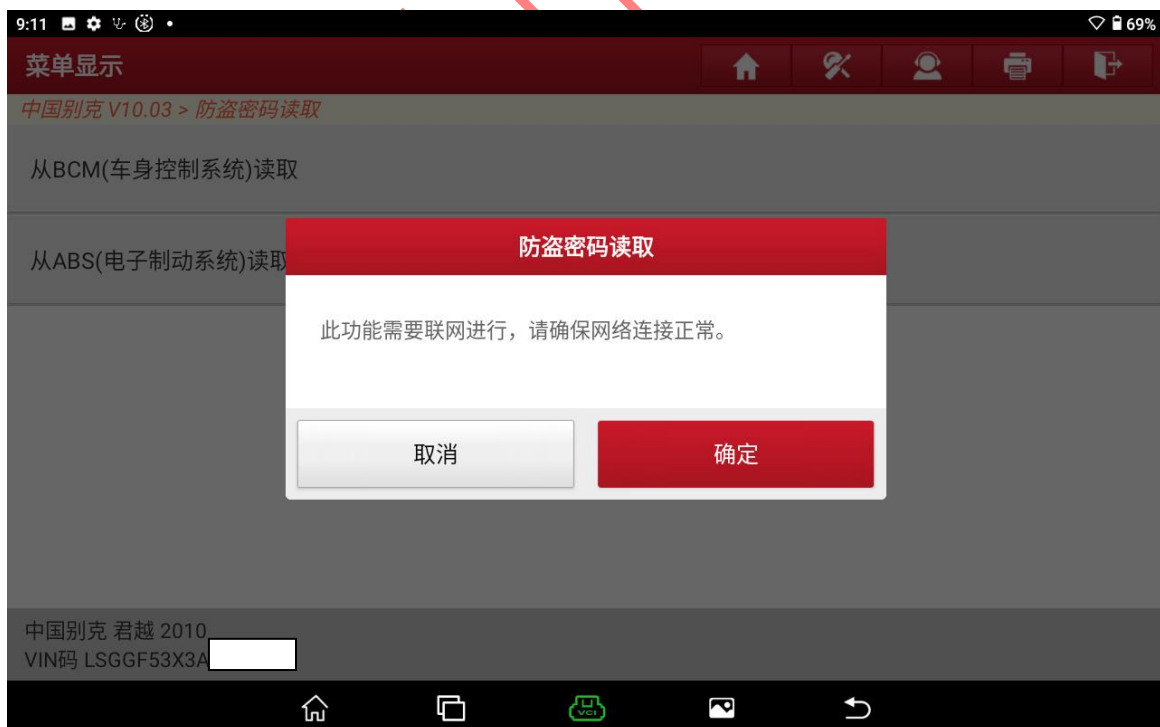 9:11
69%
菜单显示
中国别克 V10.03 > 防盗密码读取
从BCM(车身控制系统)读取
从ABS(电子制动系统)读取
防盗密码读取
此功能需要联网进行，请确保网络连接正常。
取消
确定
中国别克 君越 2010
VIN码 LSGGF53X3A
VCI